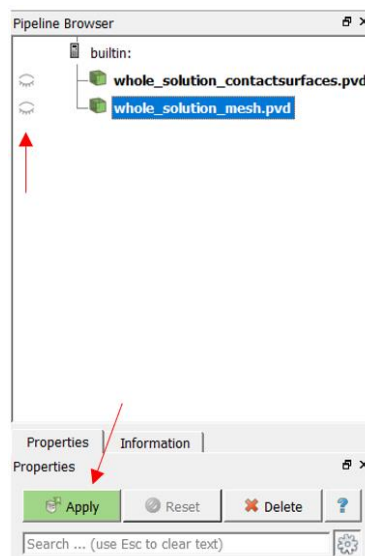 Pipeline Browser
builtin:
whole_solution_contactsurfaces.pvd
whole_solution_mesh.pvd
Properties Information
Properties
Apply Reset Delete ?
Search ... (use Esc to clear text)